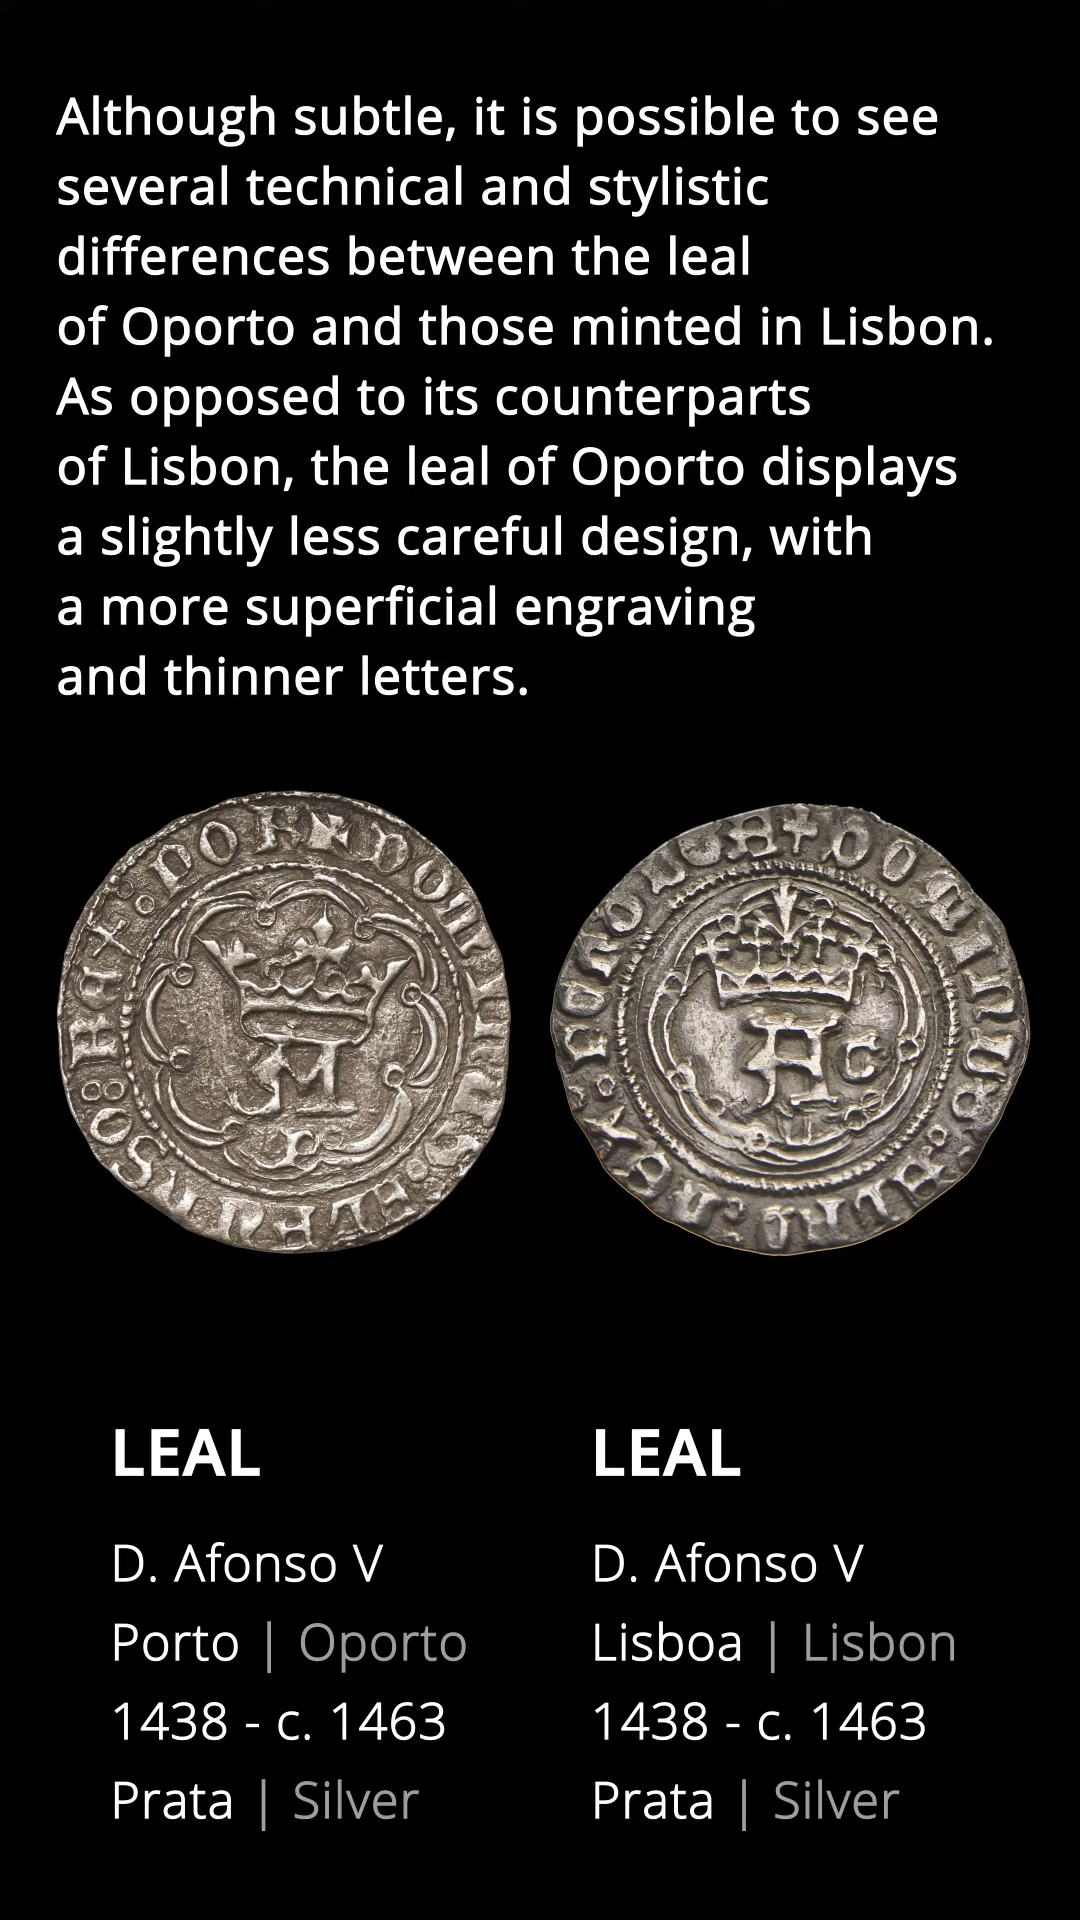 Although subtle, it is possible to see
several technical and stylistic
differences between the leal
of Oporto and those minted in Lisbon.
As opposed to its counterparts
of Lisbon, the leal of Oporto displays
a slightly less careful design, with
a more superficial engraving
and thinner letters.
LEAL
D. Afonso V
Porto | Oporto
1438 - c. 1463
Prata | Silver
LEAL
D. Afonso V
Lisboa | Lisbon
1438 - c. 1463
Prata | Silver